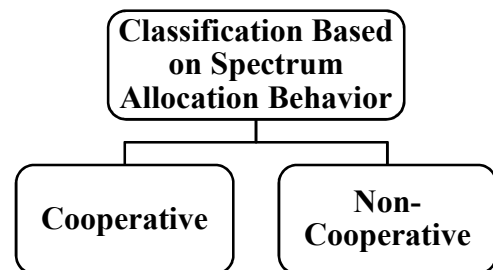 Classification Based
on Spectrum
Allocation Behavior
Cooperative
Non-
Cooperative